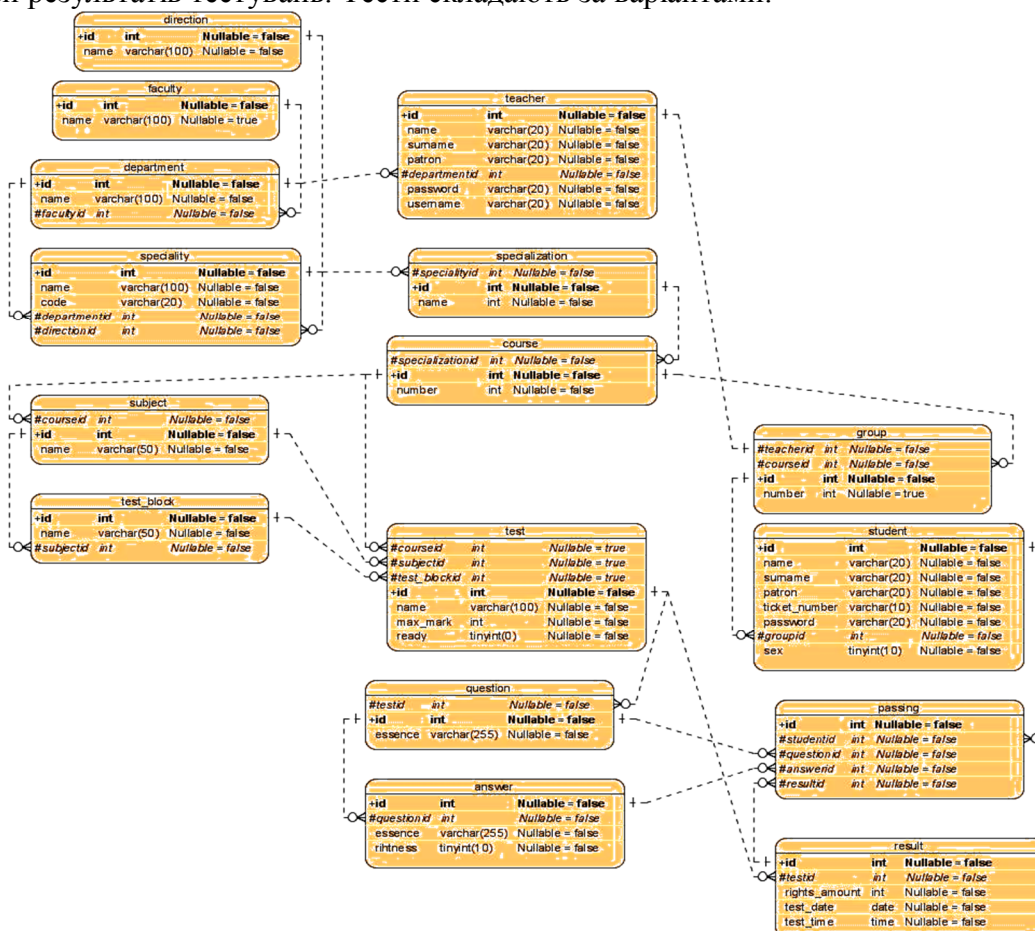 результатів тестувань. Тести складають за варіантами.
direction
+id int Nullable = false
name varchar(100) Nullable = false
faculty
+id int Nullable = false
name varchar(100) Nullable = true
department
+id int Nullable = false
name varchar(100) Nullable = false
#facultyid int Nullable = false
speciality
+id int Nullable = false
name varchar(100) Nullable = false
code varchar(20) Nullable = false
#departmentid int Nullable = false
#directionid int Nullable = false
teacher
+id int Nullable = false
name varchar(20) Nullable = false
surname varchar(20) Nullable = false
patron varchar(20) Nullable = false
#departmentid int Nullable = false
password varchar(20) Nullable = false
username varchar(20) Nullable = false
specialization
#specialityid int Nullable = false
+id int Nullable = false
name int Nullable = false
course
#specializationid int Nullable = false
+id int Nullable = false
number int Nullable = false
subject
#courseid int Nullable = false
+id int Nullable = false
name varchar(50) Nullable = false
test_block
+id int Nullable = false
name varchar(50) Nullable = false
#subjectid int Nullable = false
group
#teacherid int Nullable = false
#courseid int Nullable = false
+id int Nullable = false
number int Nullable = true
test
#courseid int Nullable = true
#subjectid int Nullable = true
#test_blockid int Nullable = true
+id int Nullable = false
name varchar(100) Nullable = false
max_mark int Nullable = false
ready tinyint(0) Nullable = false
student
+id int Nullable = false
name varchar(20) Nullable = false
surname varchar(20) Nullable = false
patron varchar(20) Nullable = false
ticket_number varchar(10) Nullable = false
password varchar(20) Nullable = false
#groupid int Nullable = false
sex tinyint(10) Nullable = false
question
#testid int Nullable = false
+id int Nullable = false
essence varchar(255) Nullable = false
answer
+id int Nullable = false
#questionid int Nullable = false
essence varchar(255) Nullable = false
rihtness tinyint(10) Nullable = false
passing
+id int Nullable = false
#studentid int Nullable = false
#questionid int Nullable = false
#answerid int Nullable = false
#resultid int Nullable = false
result
+id int Nullable = false
#testid int Nullable = false
rights_amount int Nullable = false
test_date date Nullable = false
test_time time Nullable = false